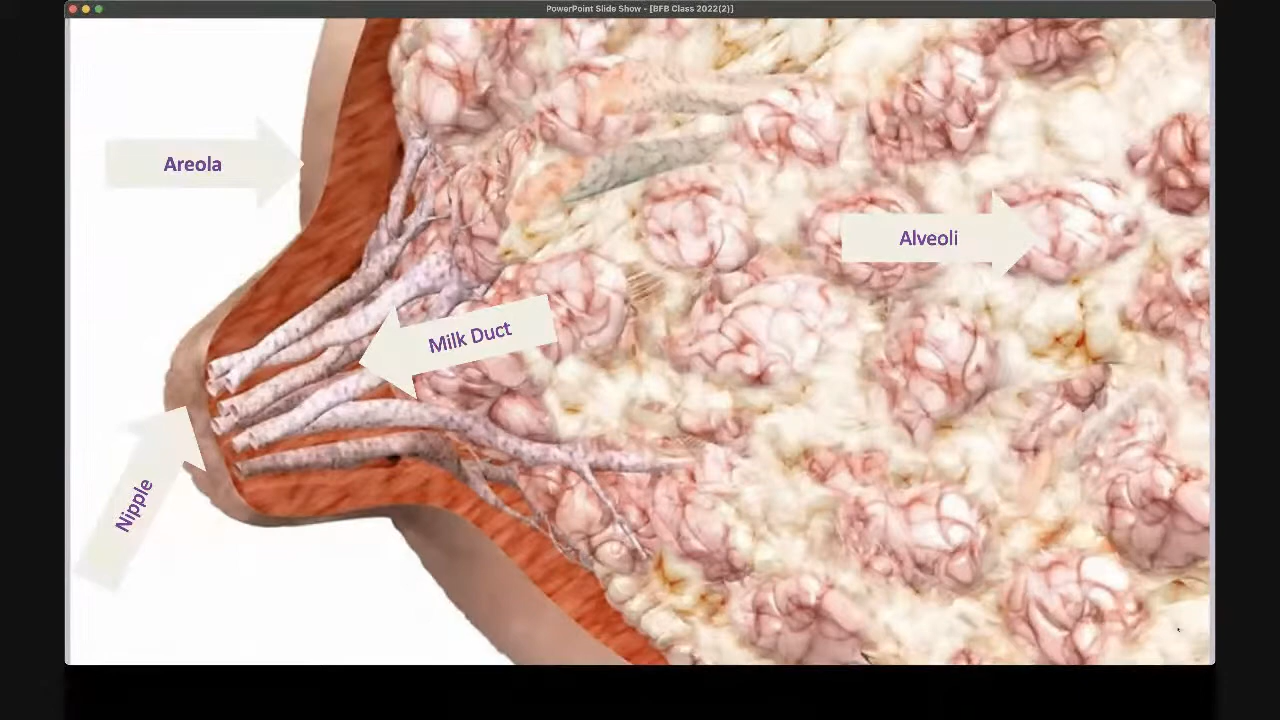 PowerPoint Slide Show - [BFB Class 2022(2)]
Areola
Alveoli
Milk Duct
Nipple